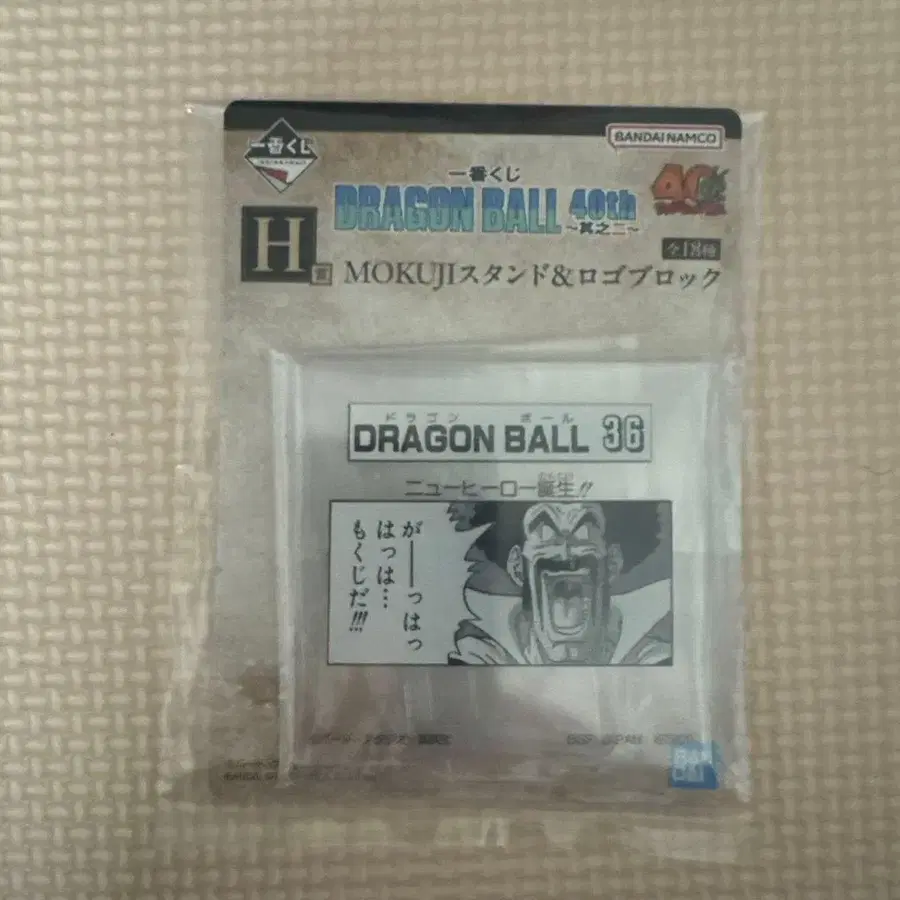 一番くじ
BANDAI NAMCO
一番くじ
DRAGON BALL 40th
～其之二～
40th
H賞
全18種
MOKUJIスタンド&ロゴブロック
ドラゴン ボール
DRAGON BALL 36
ニューヒーロー誕生!!
がーっはっ
はっは…
もくじだ!!!